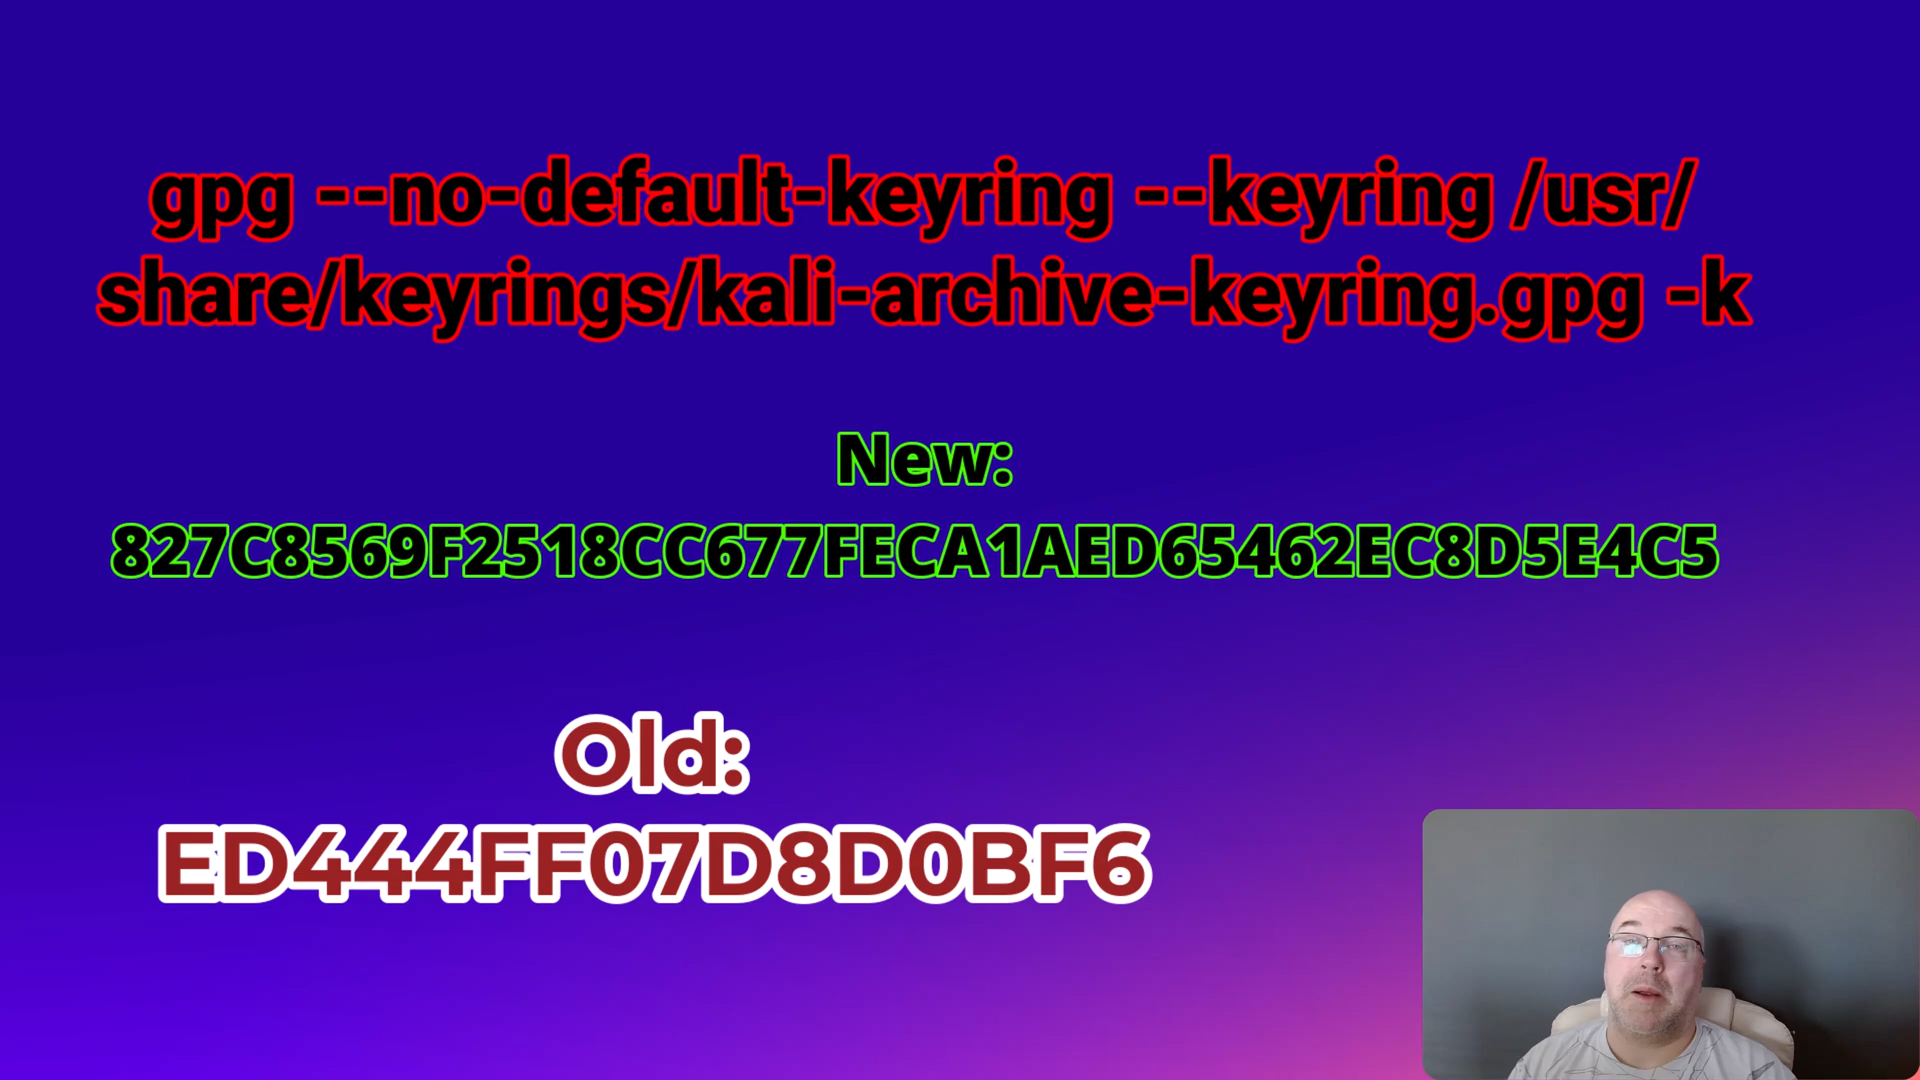 gpg --no-default-keyring --keyring /usr/
share/keyrings/kali-archive-keyring.gpg -k
New:
827C8569F2518CC677FECA1AED65462EC8D5E4C5
Old:
ED444FF07D8D0BF6